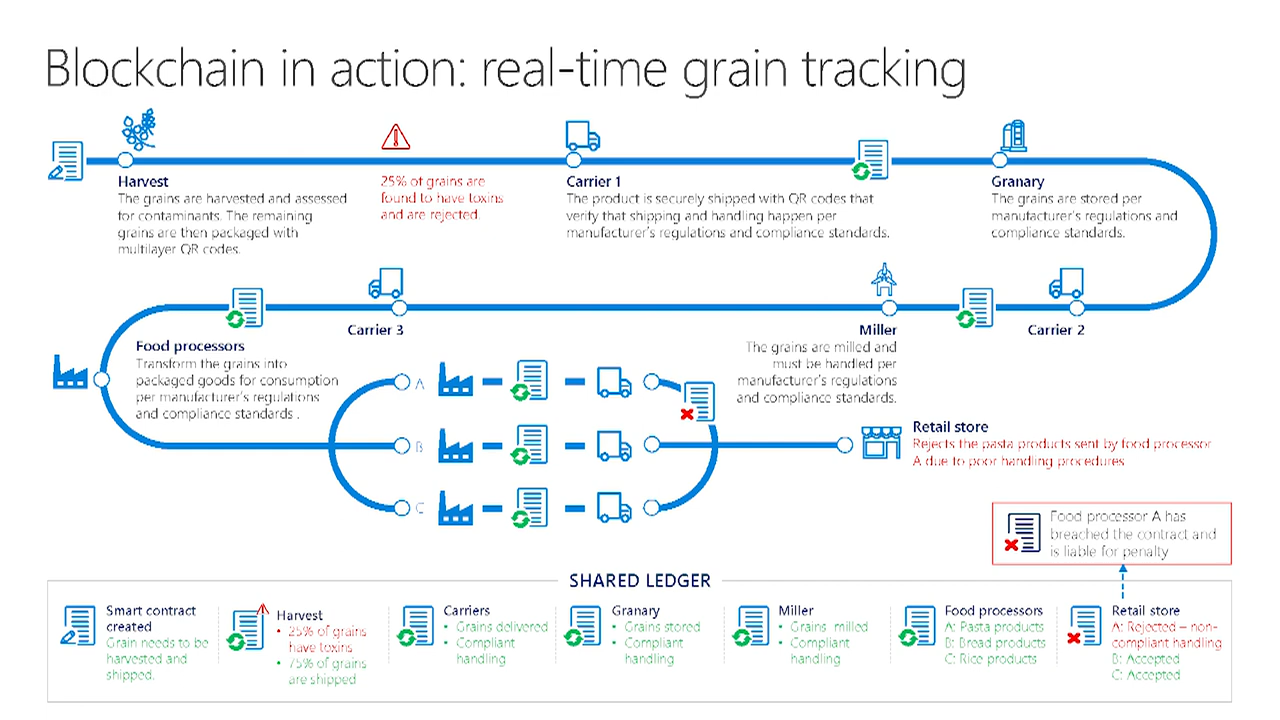 Blockchain in action: real-time grain tracking
Harvest
The grains are harvested and assessed
for contaminants. The remaining
grains are then packaged with
multilayer QR codes.
25% of grains are
found to have toxins
and are rejected.
Carrier 1
The product is securely shipped with QR codes that
verify that shipping and handling happen per
manufacturer's regulations and compliance standards.
Granary
The grains are stored per
manufacturer's regulations and
compliance standards.
Carrier 3
Miller
The grains are milled and
must be handled per
manufacturer's regulations
and compliance standards.
Carrier 2
Food processors
Transform the grains into
packaged goods for consumption
per manufacturer's regulations
and compliance standards .
A
B
C
Retail store
Rejects the pasta products sent by food processor
A due to poor handling procedures
Food processor A has
breached the contract and
is liable for penalty
SHARED LEDGER
Smart contract
created
Grain needs to be
harvested and
shipped.
Harvest
• 25% of grains
have toxins
• 75% of grains
are shipped
Carriers
• Grains delivered
• Compliant
handling
Granary
• Grains stored
• Compliant
handling
Miller
• Grains milled
• Compliant
handling
Food processors
A: Pasta products
B: Bread products
C: Rice products
Retail store
A: Rejected – non-
compliant handling
B: Accepted
C: Accepted